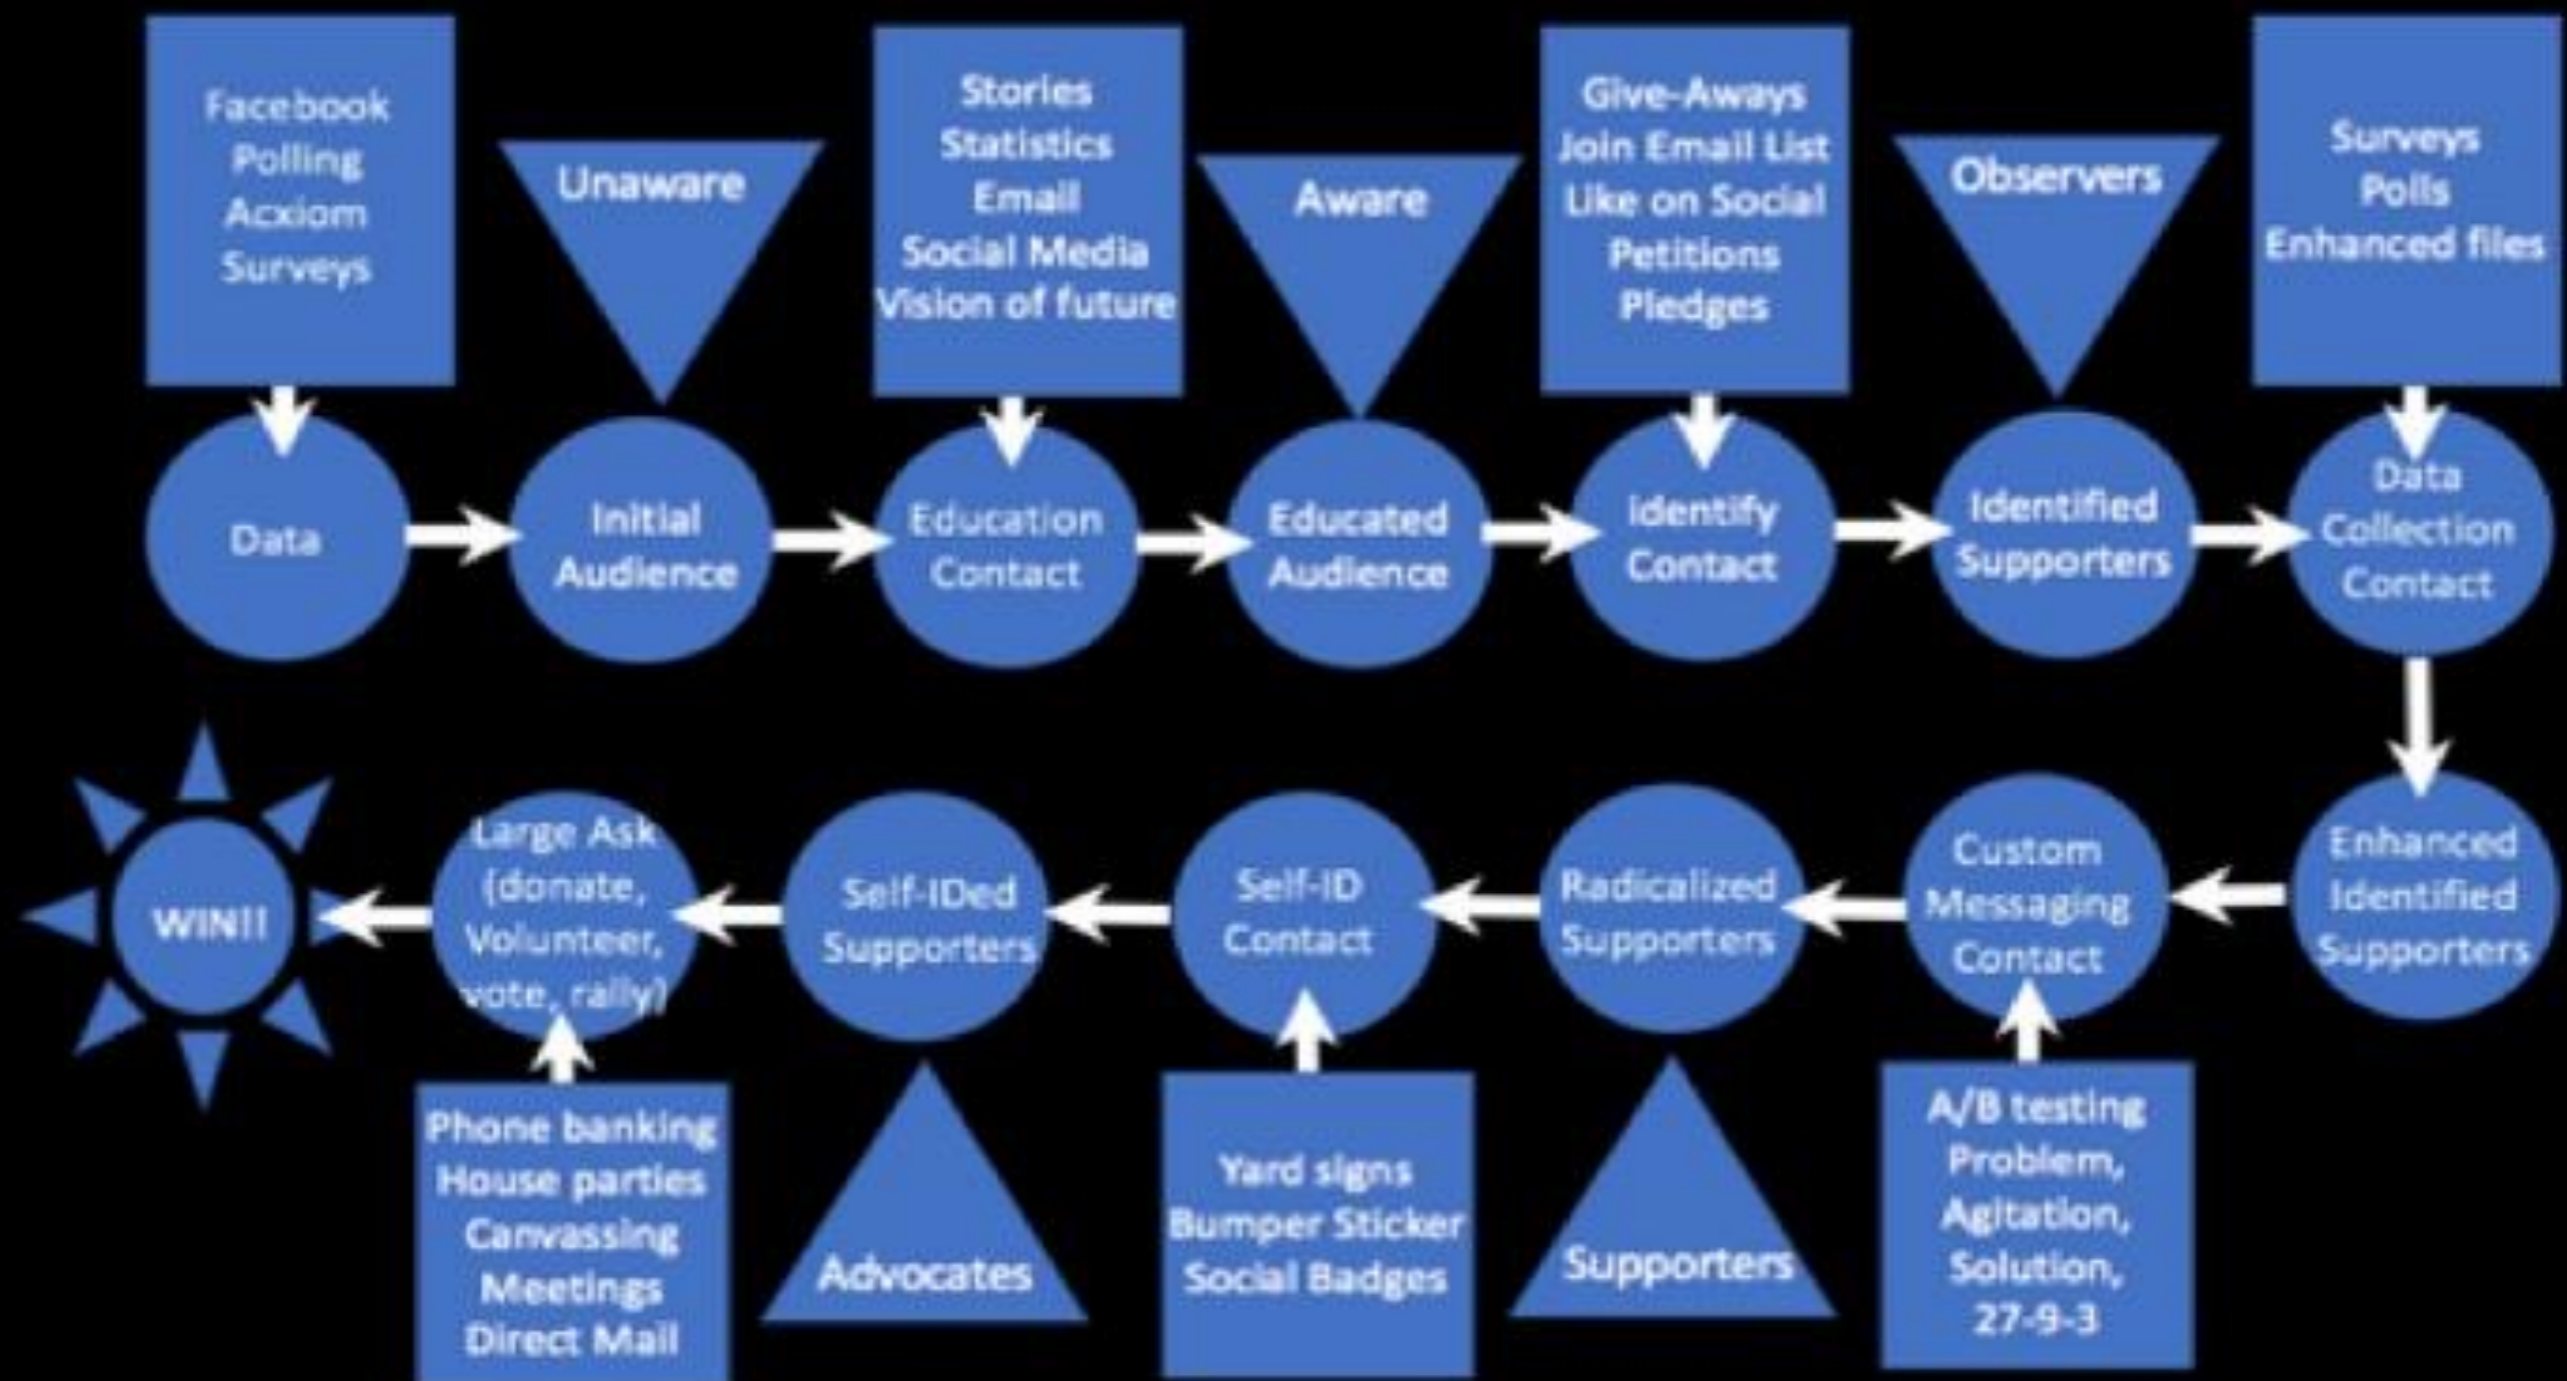 Facebook
Polling
Acxiom
Surveys
Unaware
Stories
Statistics
Email
Social Media
Vision of future
Aware
Give-Aways
Join Email List
Like on Social
Petitions
Pledges
Observers
Surveys
Polls
Enhanced files
Data
Initial
Audience
Education
Contact
Educated
Audience
identify
Contact
Identified
Supporters
Data
Collection
Contact
WIN!!
Large Ask
(donate,
Volunteer,
vote, rally)
Self-IDed
Supporters
Self-ID
Contact
Radicalized
Supporters
Custom
Messaging
Contact
Enhanced
Identified
Supporters
Phone banking
House parties
Canvassing
Meetings
Direct Mail
Advocates
Yard signs
Bumper Sticker
Social Badges
Supporters
A/B testing
Problem,
Agitation,
Solution,
27-9-3